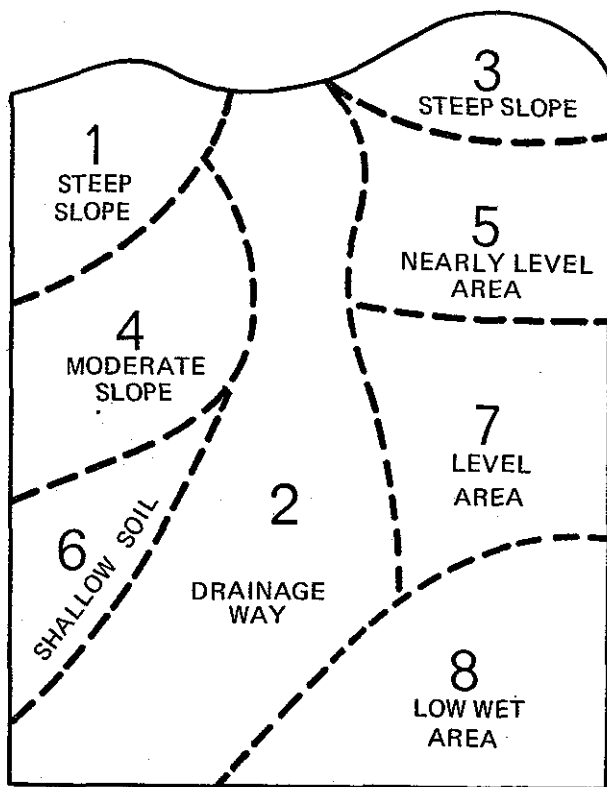 1
STEEP
SLOPE
3
STEEP SLOPE
5
NEARLY LEVEL
AREA
4
MODERATE
SLOPE
7
LEVEL
AREA
2
DRAINAGE
WAY
6
SHALLOW SOIL
8
LOW WET
AREA